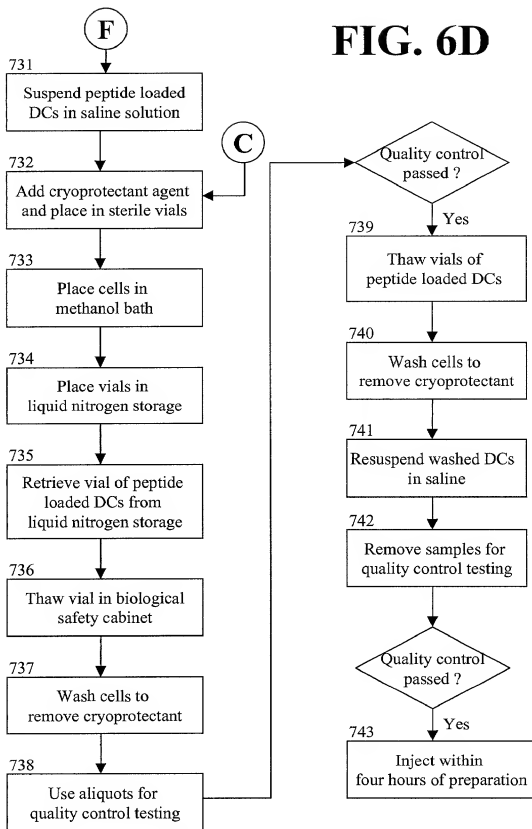 FIG. 6D
F
731
Suspend peptide loaded
DCs in saline solution
C
732
Add cryoprotectant agent
and place in sterile vials
733
Place cells in
methanol bath
734
Place vials in
liquid nitrogen storage
735
Retrieve vial of peptide
loaded DCs from
liquid nitrogen storage
736
Thaw vial in biological
safety cabinet
737
Wash cells to
remove cryoprotectant
738
Use aliquots for
quality control testing
Quality control
passed ?
Yes
739
Thaw vials of
peptide loaded DCs
740
Wash cells to
remove cryoprotectant
741
Resuspend washed DCs
in saline
742
Remove samples for
quality control testing
Quality control
passed ?
Yes
743
Inject within
four hours of preparation